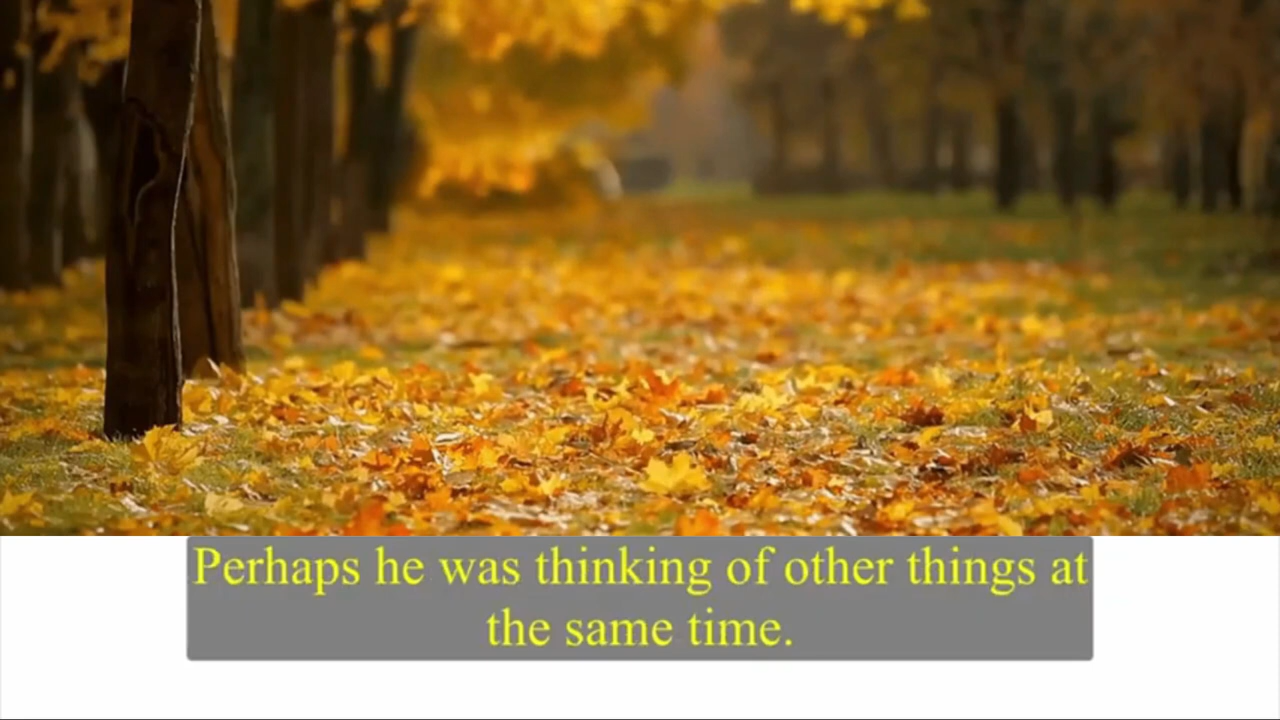 Perhaps he was thinking of other things at
the same time.